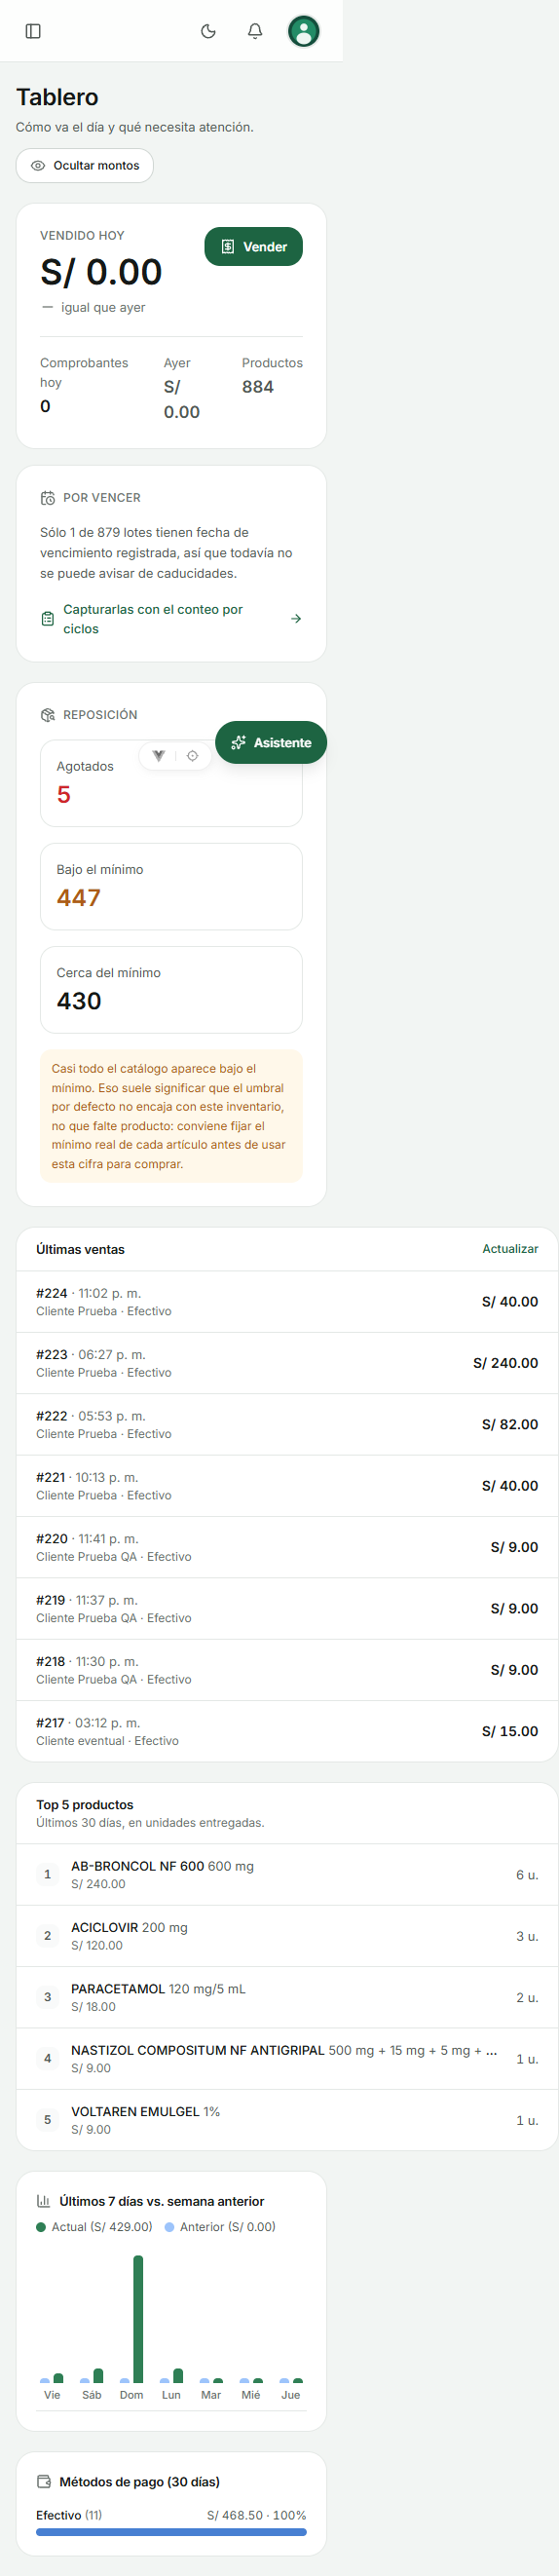 Tablero
Cómo va el día y qué necesita atención.
Ocultar montos
VENDIDO HOY
Vender
S/ 0.00
— igual que ayer
Comprobantes
hoy
0
Ayer
S/
0.00
Productos
884
POR VENCER
Sólo 1 de 879 lotes tienen fecha de
vencimiento registrada, así que todavía no
se puede avisar de caducidades.
Capturarlas con el conteo por
ciclos
REPOSICIÓN
Asistente
Agotados
5
Bajo el mínimo
447
Cerca del mínimo
430
Casi todo el catálogo aparece bajo el
mínimo. Eso suele significar que el umbral
por defecto no encaja con este inventario,
no que falte producto: conviene fijar el
mínimo real de cada artículo antes de usar
esta cifra para comprar.
Últimas ventas
Actualizar
#224 · 11:02 p. m.
Cliente Prueba · Efectivo
S/ 40.00
#223 · 06:27 p. m.
Cliente Prueba · Efectivo
S/ 240.00
#222 · 05:53 p. m.
Cliente Prueba · Efectivo
S/ 82.00
#221 · 10:13 p. m.
Cliente Prueba · Efectivo
S/ 40.00
#220 · 11:41 p. m.
Cliente Prueba QA · Efectivo
S/ 9.00
#219 · 11:37 p. m.
Cliente Prueba QA · Efectivo
S/ 9.00
#218 · 11:30 p. m.
Cliente Prueba QA · Efectivo
S/ 9.00
#217 · 03:12 p. m.
Cliente eventual · Efectivo
S/ 15.00
Top 5 productos
Últimos 30 días, en unidades entregadas.
1
AB-BRONCOL NF 600 600 mg
S/ 240.00
6 u.
2
ACICLOVIR 200 mg
S/ 120.00
3 u.
3
PARACETAMOL 120 mg/5 mL
S/ 18.00
2 u.
4
NASTIZOL COMPOSITUM NF ANTIGRIPAL 500 mg + 15 mg + 5 mg + ...
S/ 9.00
1 u.
5
VOLTAREN EMULGEL 1%
S/ 9.00
1 u.
Últimos 7 días vs. semana anterior
Actual (S/ 429.00) Anterior (S/ 0.00)
Vie Sáb Dom Lun Mar Mié Jue
Métodos de pago (30 días)
Efectivo (11) S/ 468.50 · 100%